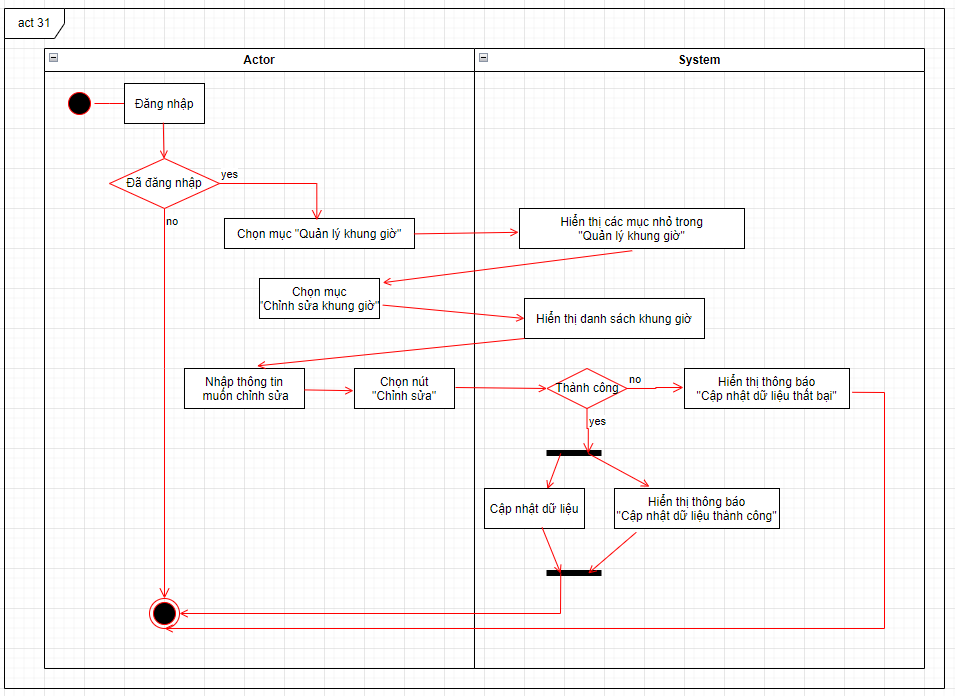 act 31
Actor
System
Đăng nhập
Đã đăng nhập
yes
no
Chọn mục "Quản lý khung giờ"
Hiển thị các mục nhỏ trong
"Quản lý khung giờ"
Chọn mục
"Chỉnh sửa khung giờ"
Hiển thị danh sách khung giờ
Nhập thông tin
muốn chỉnh sửa
Chọn nút
"Chỉnh sửa"
Thành công
no
Hiển thị thông báo
"Cập nhật dữ liệu thất bại"
yes
Cập nhật dữ liệu
Hiển thị thông báo
"Cập nhật dữ liệu thành công"